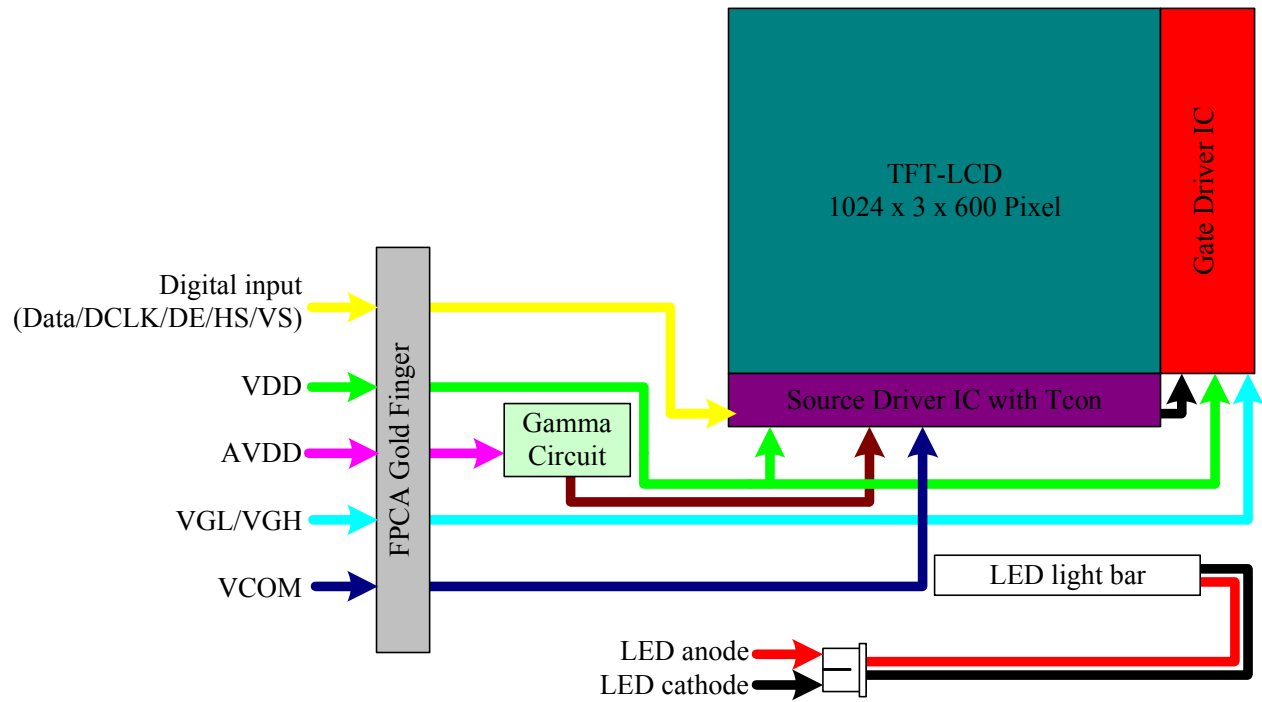 TFT-LCD
1024 x 3 x 600 Pixel
Gate Driver IC
Source Driver IC with Tcon
Digital input
(Data/DCLK/DE/HS/VS)
VDD
AVDD
VGL/VGH
VCOM
FPCA Gold Finger
Gamma
Circuit
LED light bar
LED anode
LED cathode